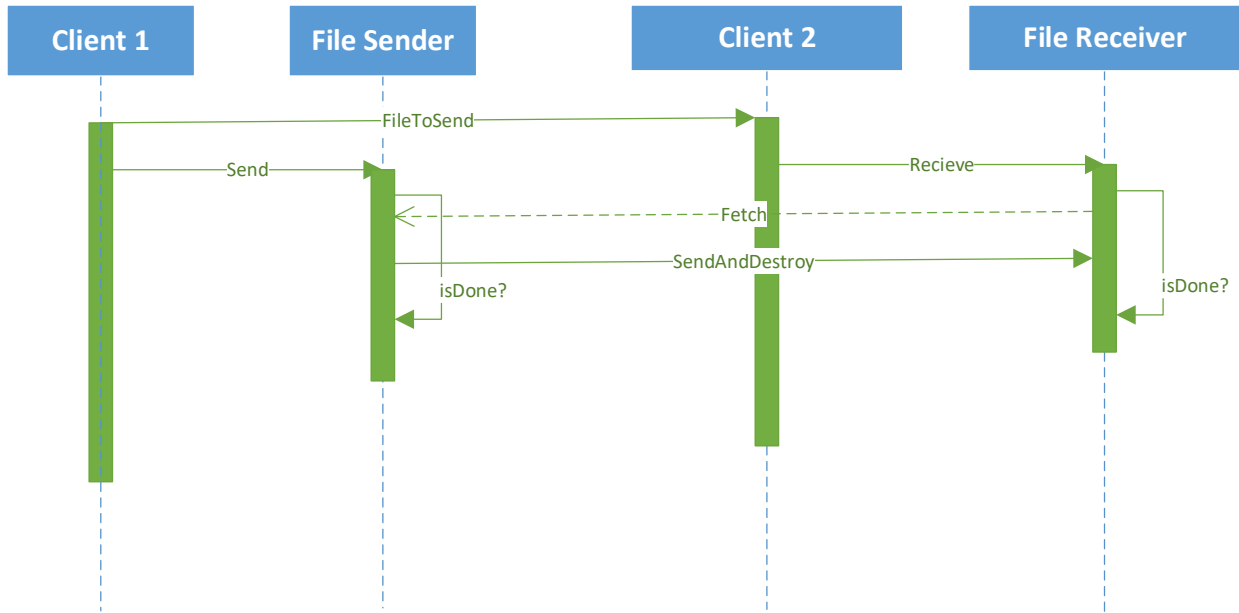 Client 1
File Sender
Client 2
File Receiver
FileToSend
Send
Recieve
Fetch
SendAndDestroy
isDone?
isDone?